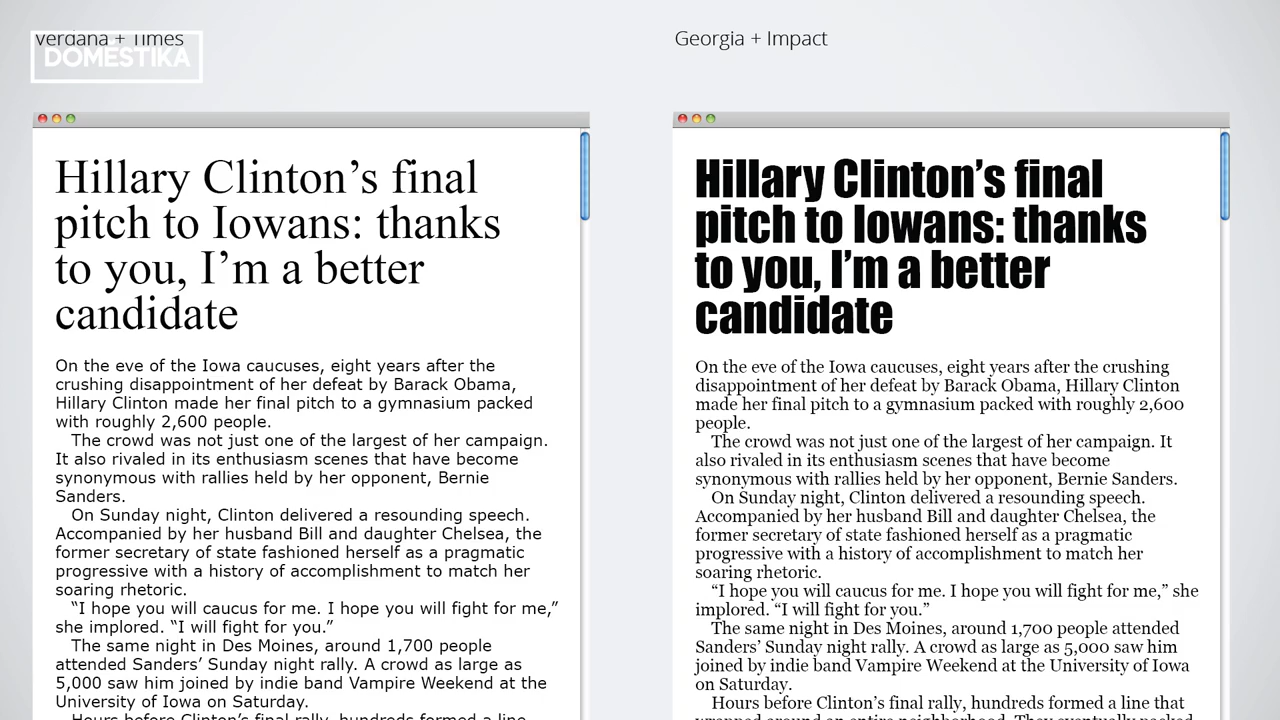 Verdana + Times
DOMESTIKA
Hillary Clinton’s final
pitch to Iowans: thanks
to you, I’m a better
candidate
On the eve of the Iowa caucuses, eight years after the
crushing disappointment of her defeat by Barack Obama,
Hillary Clinton made her final pitch to a gymnasium packed
with roughly 2,600 people.
The crowd was not just one of the largest of her campaign.
It also rivaled in its enthusiasm scenes that have become
synonymous with rallies held by her opponent, Bernie
Sanders.
On Sunday night, Clinton delivered a resounding speech.
Accompanied by her husband Bill and daughter Chelsea, the
former secretary of state fashioned herself as a pragmatic
progressive with a history of accomplishment to match her
soaring rhetoric.
“I hope you will caucus for me. I hope you will fight for me,”
she implored. “I will fight for you.”
The same night in Des Moines, around 1,700 people
attended Sanders’ Sunday night rally. A crowd as large as
5,000 saw him joined by indie band Vampire Weekend at the
University of Iowa on Saturday.
Hours before Clinton’s final rally, hundreds formed a line
Georgia + Impact
Hillary Clinton’s final
pitch to Iowans: thanks
to you, I’m a better
candidate
On the eve of the Iowa caucuses, eight years after the crushing
disappointment of her defeat by Barack Obama, Hillary Clinton
made her final pitch to a gymnasium packed with roughly 2,600
people.
The crowd was not just one of the largest of her campaign. It
also rivaled in its enthusiasm scenes that have become
synonymous with rallies held by her opponent, Bernie Sanders.
On Sunday night, Clinton delivered a resounding speech.
Accompanied by her husband Bill and daughter Chelsea, the
former secretary of state fashioned herself as a pragmatic
progressive with a history of accomplishment to match her
soaring rhetoric.
“I hope you will caucus for me. I hope you will fight for me,” she
implored. “I will fight for you.”
The same night in Des Moines, around 1,700 people attended
Sanders’ Sunday night rally. A crowd as large as 5,000 saw him
joined by indie band Vampire Weekend at the University of Iowa
on Saturday.
Hours before Clinton’s final rally, hundreds formed a line that
wrapped around an entire neighborhood. They eventually packed